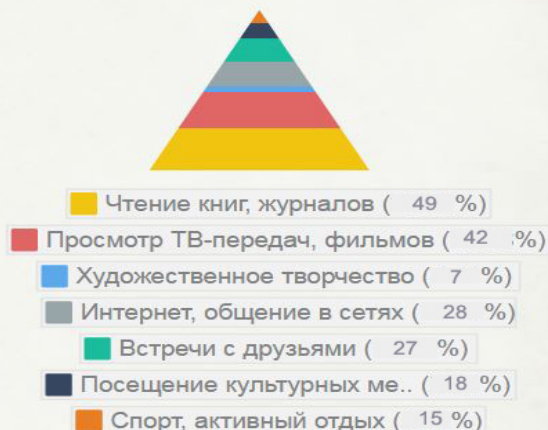 Чтение книг, журналов ( 49 %)
Просмотр ТВ-передач, фильмов ( 42 %)
Художественное творчество ( 7 %)
Интернет, общение в сетях ( 28 %)
Встречи с друзьями ( 27 %)
Посещение культурных ме.. ( 18 %)
Спорт, активный отдых ( 15 %)